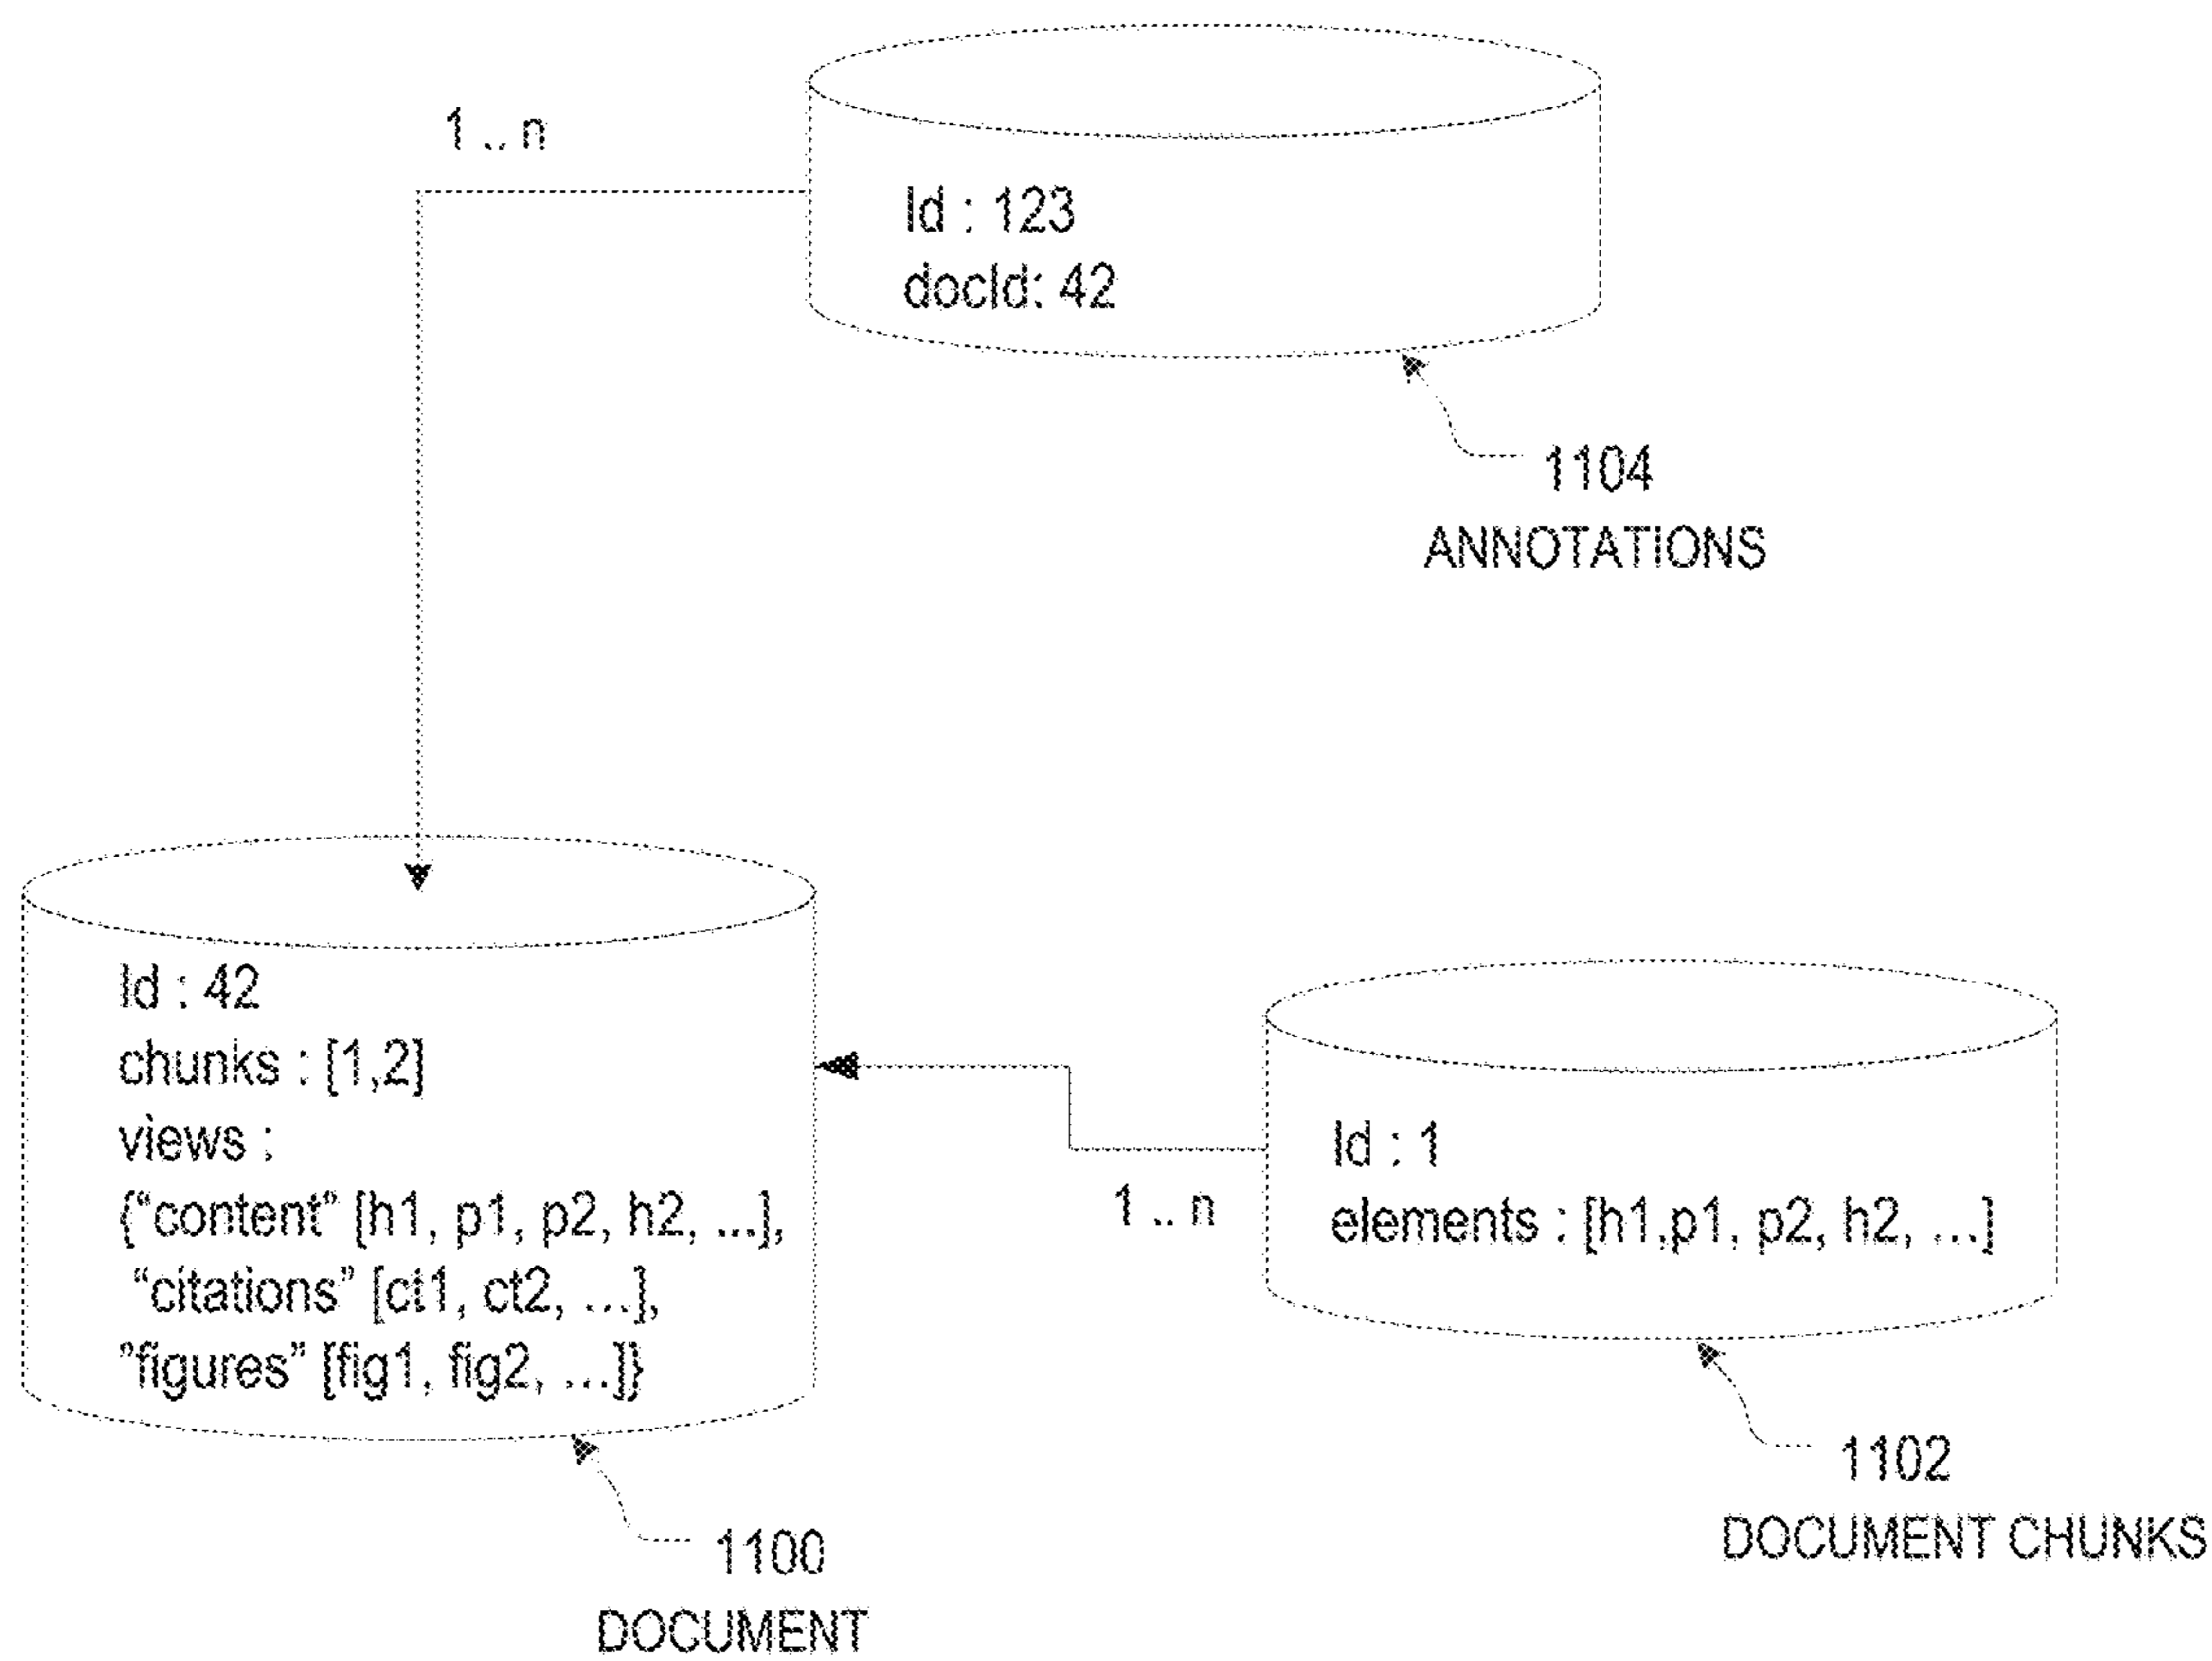 1 .. n
Id : 123
docId: 42
1104
ANNOTATIONS
Id : 42
chunks : [1,2]
views :
{“content” [h1, p1, p2, h2, ...],
“citations” [ct1, ct2, ...],
”figures” [fig1, fig2, ...]}
1100
DOCUMENT
1 .. n
Id : 1
elements : [h1,p1, p2, h2, ...]
1102
DOCUMENT CHUNKS